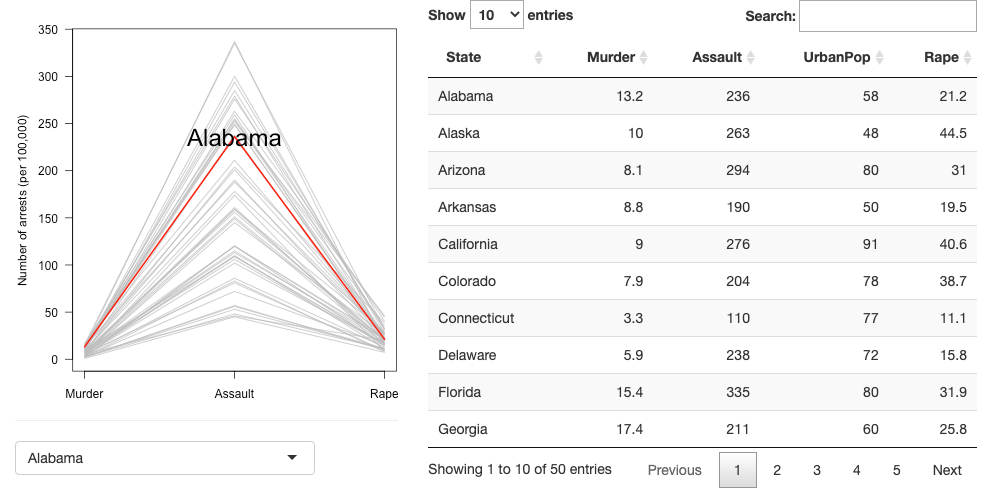 Number of arrests (per 100,000)
350
300
250
200
150
100
50
0
Alabama
Murder Assault Rape
Alabama
Show 10 entries Search:
State Murder Assault UrbanPop Rape
Alabama 13.2 236 58 21.2
Alaska 10 263 48 44.5
Arizona 8.1 294 80 31
Arkansas 8.8 190 50 19.5
California 9 276 91 40.6
Colorado 7.9 204 78 38.7
Connecticut 3.3 110 77 11.1
Delaware 5.9 238 72 15.8
Florida 15.4 335 80 31.9
Georgia 17.4 211 60 25.8
Showing 1 to 10 of 50 entries Previous 1 2 3 4 5 Next